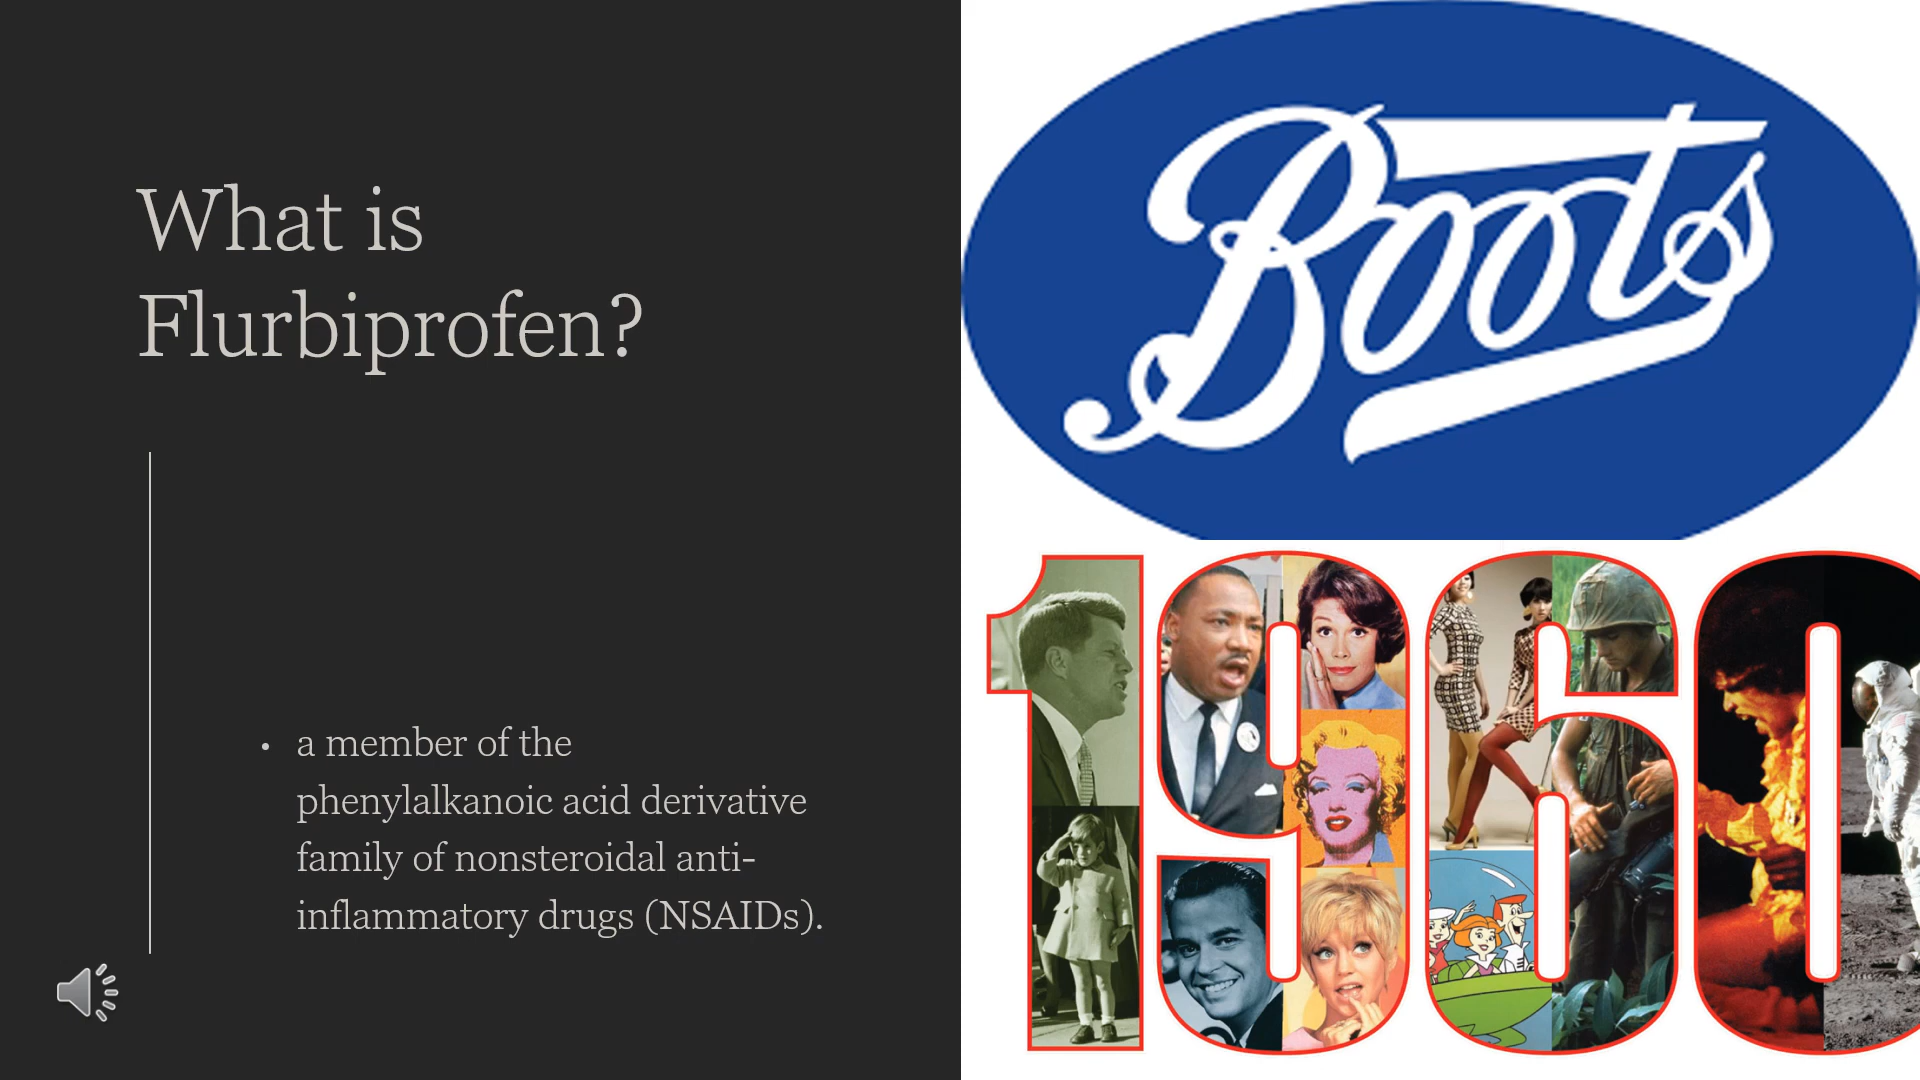 What is
Flurbiprofen?
• a member of the
phenylalkanoic acid derivative
family of nonsteroidal anti-
inflammatory drugs (NSAIDs).
Boots
1960